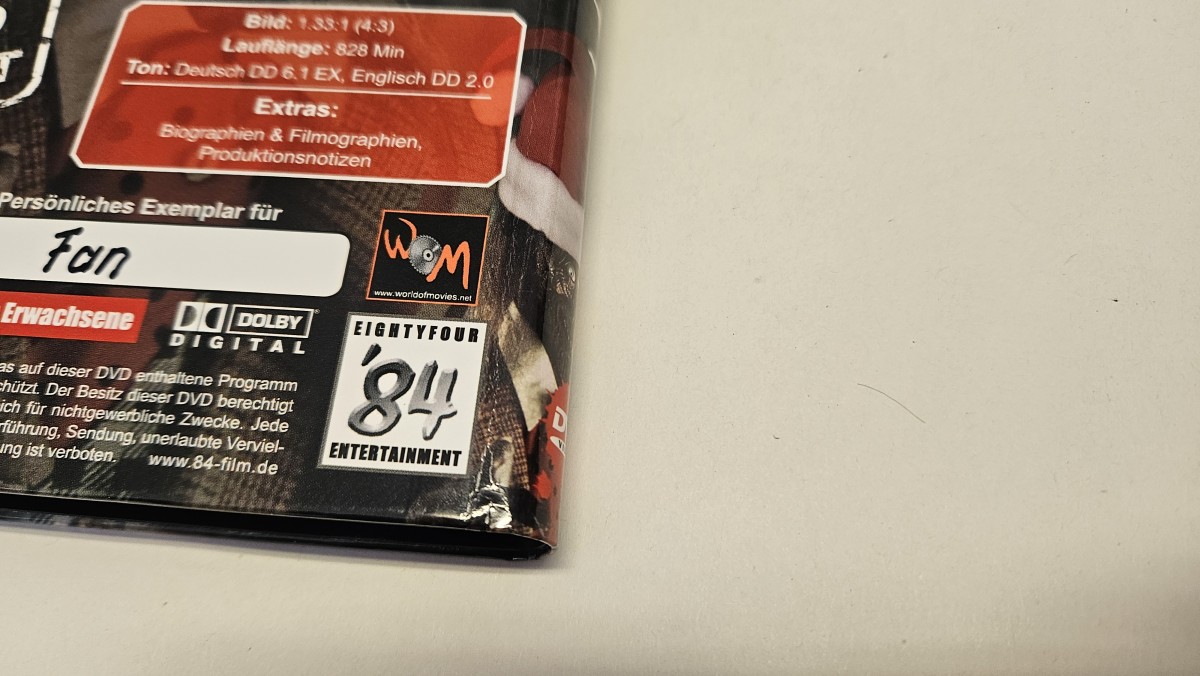 Bild: 1.33:1 (4:3)
Lauflänge: 828 Min
Ton: Deutsch DD 6.1 EX, Englisch DD 2.0
Extras:
Biographien & Filmographien,
Produktionsnotizen
Persönliches Exemplar für
Fan
WOM
www.worldofmovies.net
Erwachsene
DOLBY
DIGITAL
EIGHTYFOUR
'84
ENTERTAINMENT
as auf dieser DVD enthaltene Programm
chützt. Der Besitz dieser DVD berechtigt
ich für nichtgewerbliche Zwecke. Jede
rführung, Sendung, unerlaubte Verviel-
ung ist verboten. www.84-film.de